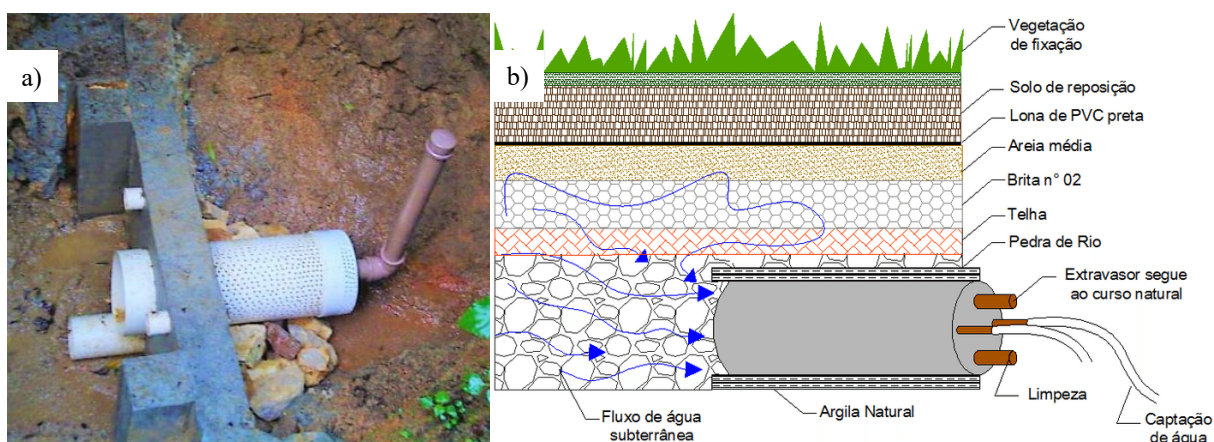 a)
b)
Vegetação
de fixação
Solo de reposição
Lona de PVC preta
Areia média
Brita n° 02
Telha
Pedra de Rio
Extravasor segue
ao curso natural
Limpeza
Captação
de água
Argila Natural
Fluxo de água
subterrânea